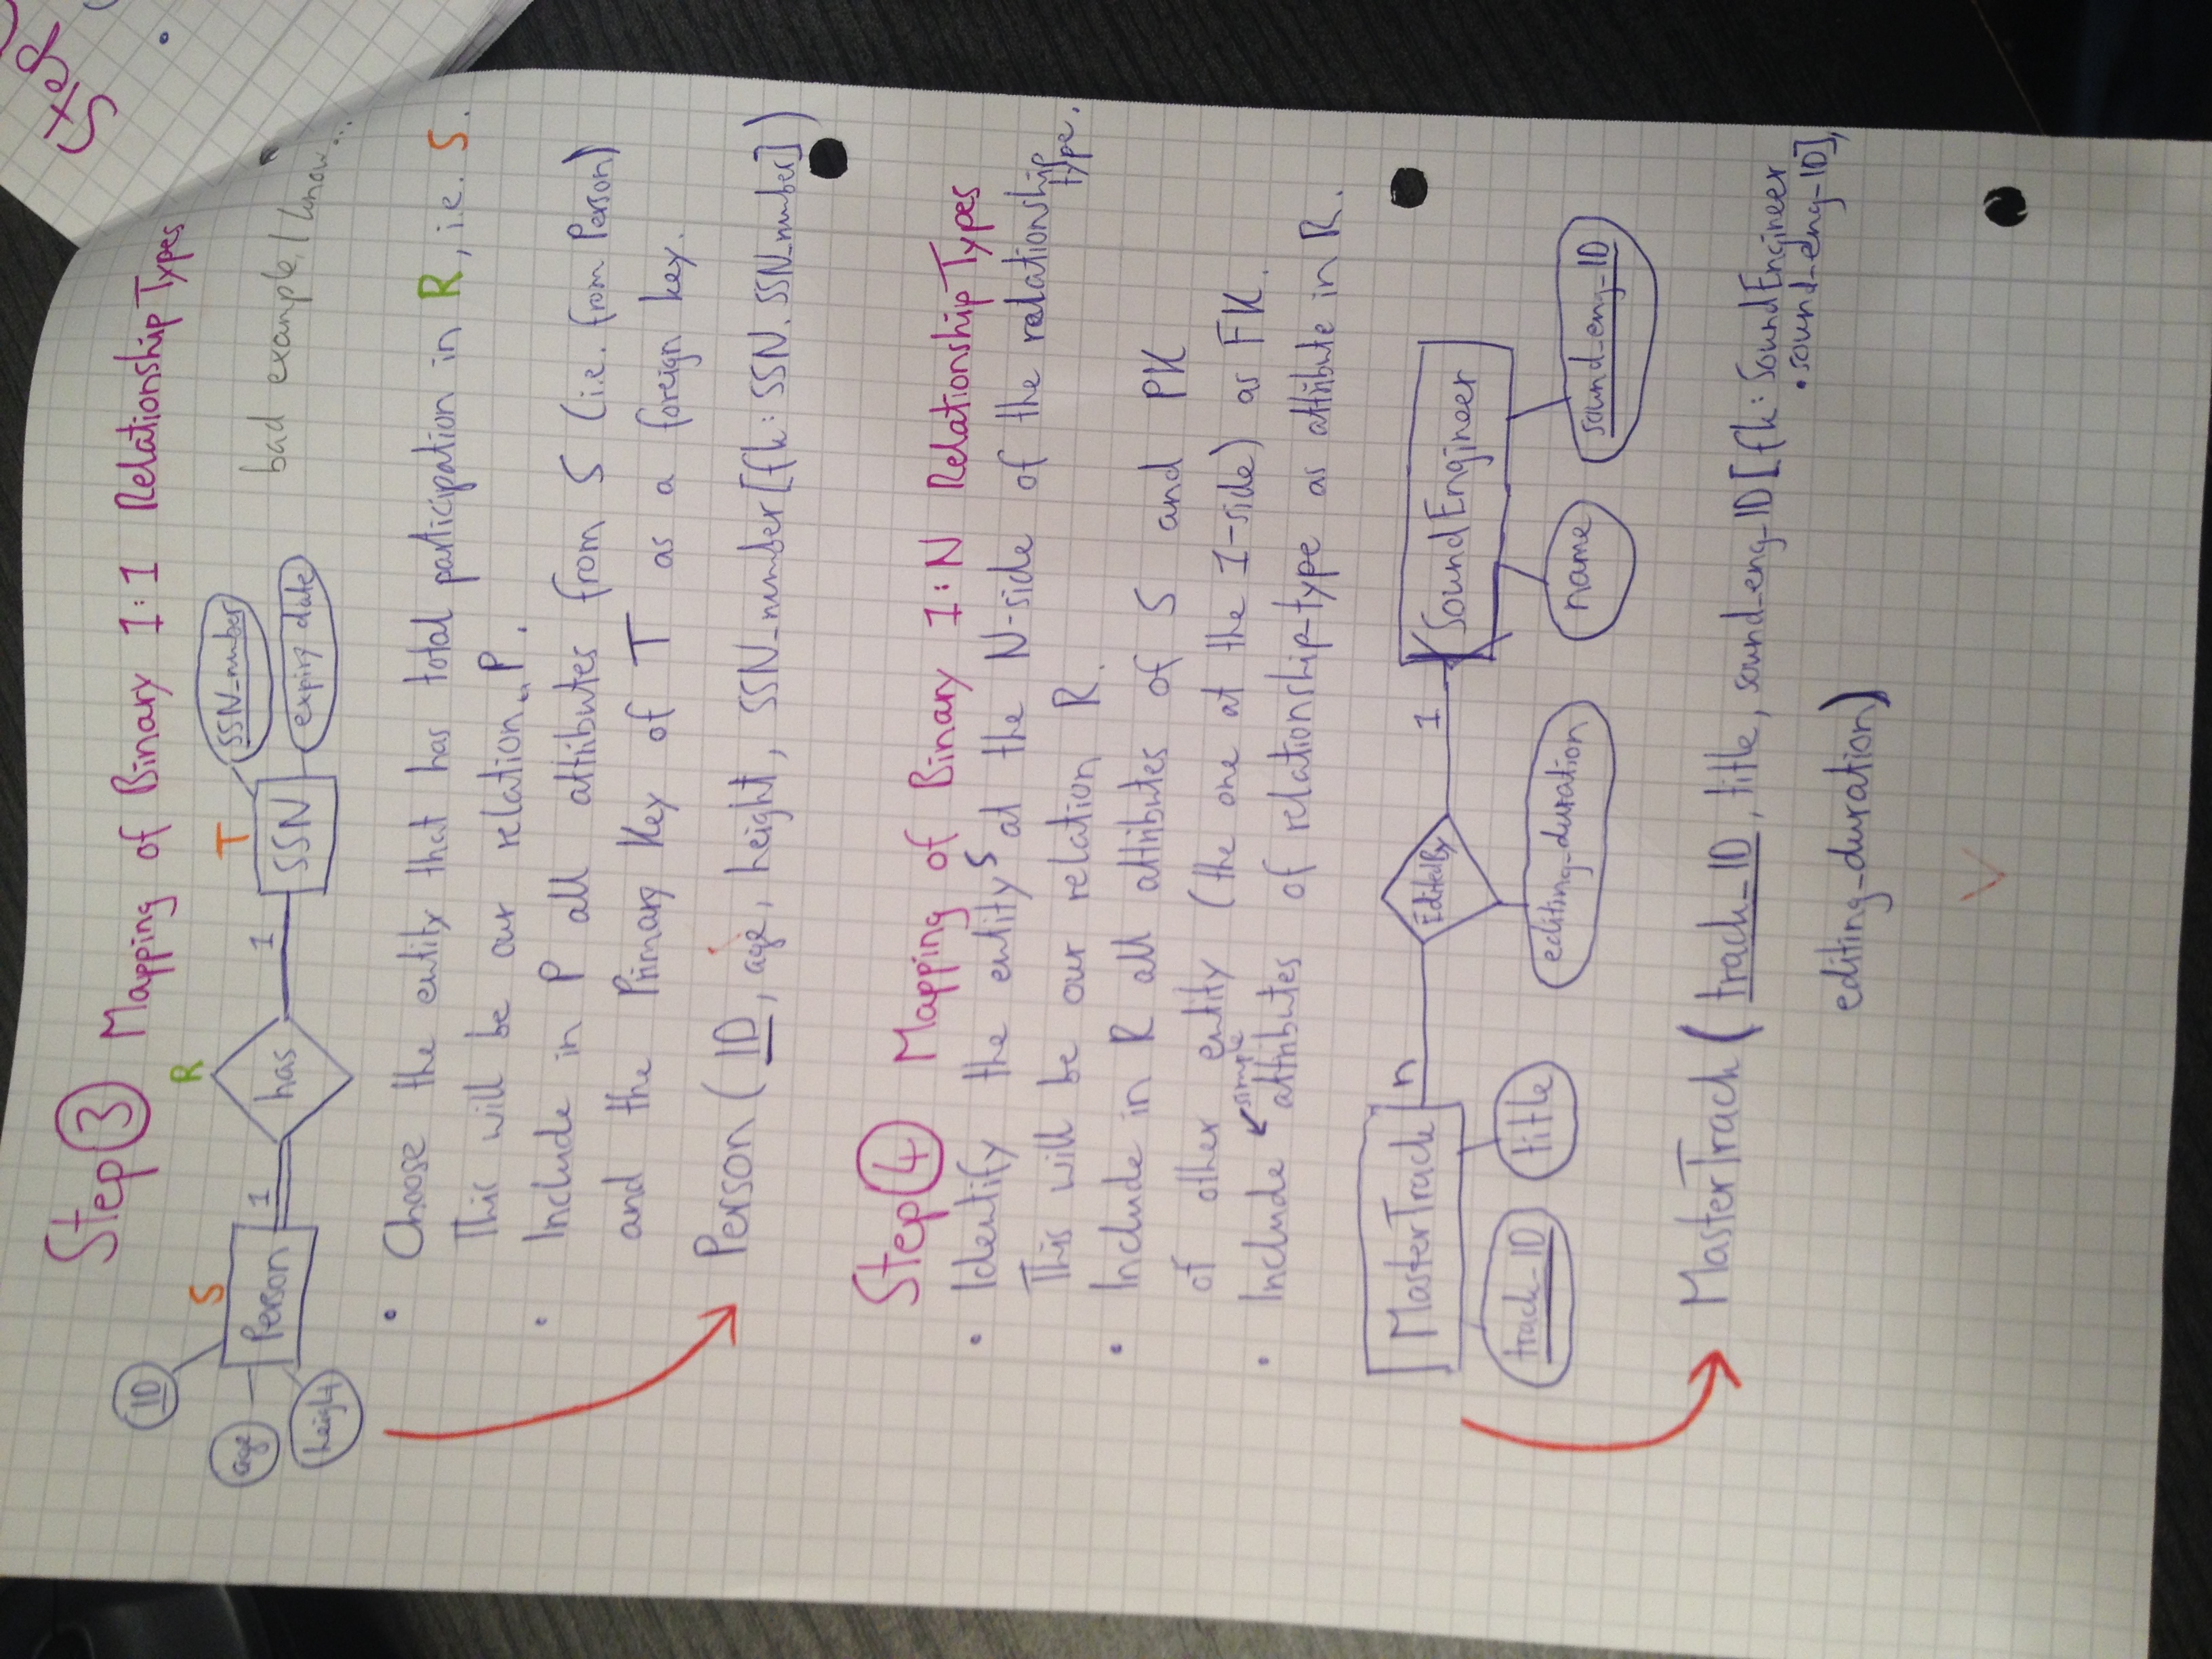 Step 3 Mapping of Binary 1:1 Relationship Types
ID
S
R
T
SSN_number
age
Person
1
has
1
SSN
expiry date
height
bad example, I know...
• Choose the entity that has total participation in R, i.e. S.
This will be our relation P.
• Include in P all attributes from S (i.e. from Person)
and the Primary Key of T as a foreign key.
Person ( ID, age, height, SSN_number [fk: SSN. SSN_number] )
Step 4 Mapping of Binary 1:N Relationship Types
• Identify the entity S at the N-side of the relationship
type.
This will be our relation R.
• Include in R all attributes of S and PK
of other entity (the one at the 1-side) as FK.
• Include simple attributes of relationship-type as attribute in R.
MasterTrack
n
EditedBy
1
SoundEngineer
track_ID
title
editing_duration
name
sound_eng_ID
MasterTrack ( track_ID, title, sound_eng_ID [fk: SoundEngineer
.sound_eng_ID],
editing_duration)
Step